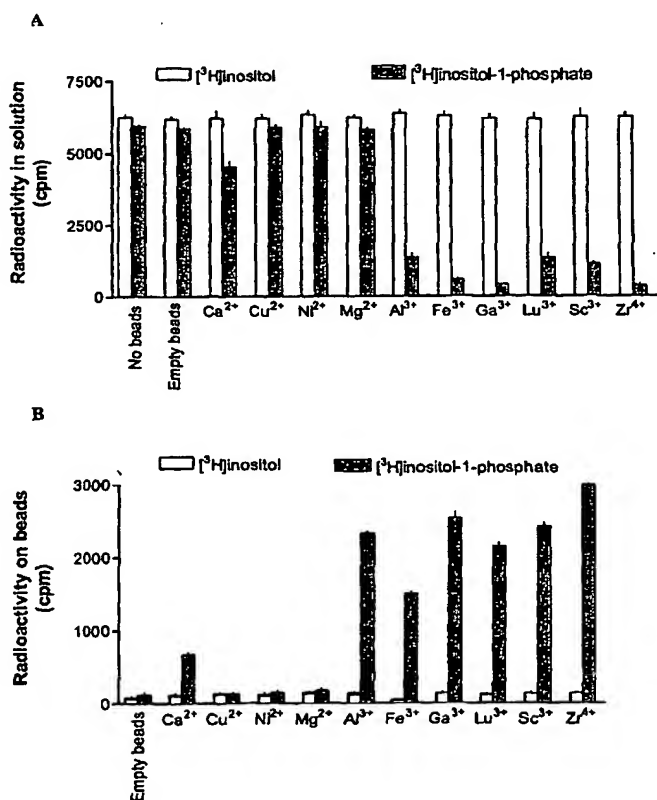 A
[³H]inositol [³H]inositol-1-phosphate
Radioactivity in solution
(cpm)
7500
5000
2500
0
No beads
Empty beads
Ca²⁺
Cu²⁺
Ni²⁺
Mg²⁺
Al³⁺
Fe³⁺
Ga³⁺
Lu³⁺
Sc³⁺
Zr⁴⁺
B
[³H]inositol [³H]inositol-1-phosphate
Radioactivity on beads
(cpm)
3000
2000
1000
0
Empty beads
Ca²⁺
Cu²⁺
Ni²⁺
Mg²⁺
Al³⁺
Fe³⁺
Ga³⁺
Lu³⁺
Sc³⁺
Zr⁴⁺